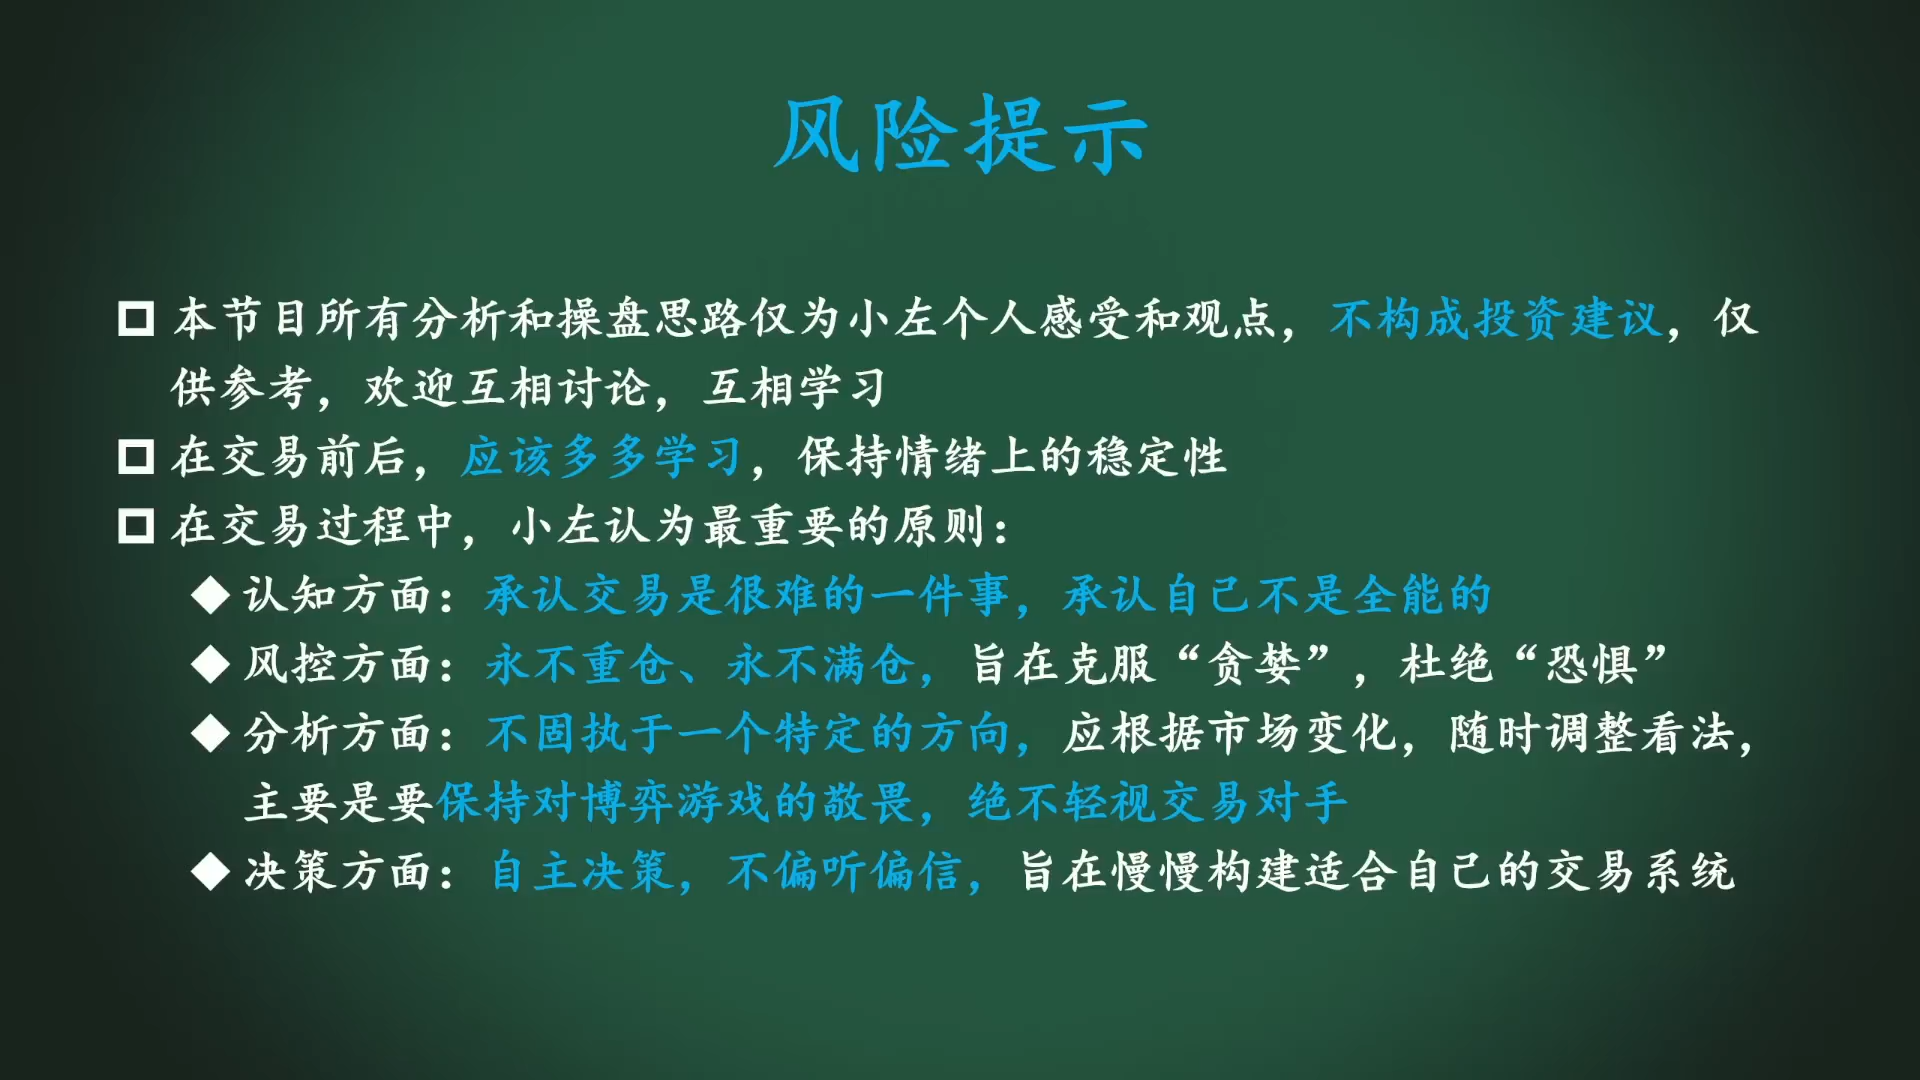 风险提示
本节目所有分析和操盘思路仅为小左个人感受和观点，不构成投资建议，仅
供参考，欢迎互相讨论，互相学习
在交易前后，应该多多学习，保持情绪上的稳定性
在交易过程中，小左认为最重要的原则：
认知方面：承认交易是很难的一件事，承认自己不是全能的
风控方面：永不重仓、永不满仓，旨在克服“贪婪”，杜绝“恐惧”
分析方面：不固执于一个特定的方向，应根据市场变化，随时调整看法，
主要是要保持对博弈游戏的敬畏，绝不轻视交易对手
决策方面：自主决策，不偏听偏信，旨在慢慢构建适合自己的交易系统